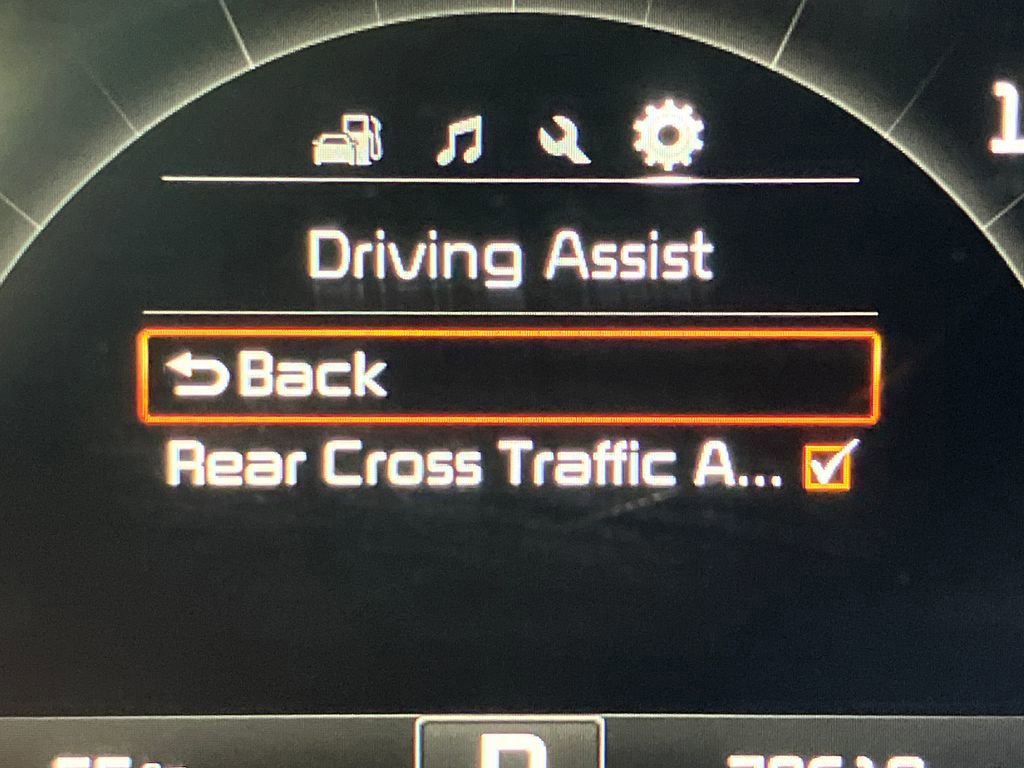 Driving Assist
Back
Rear Cross Traffic A...